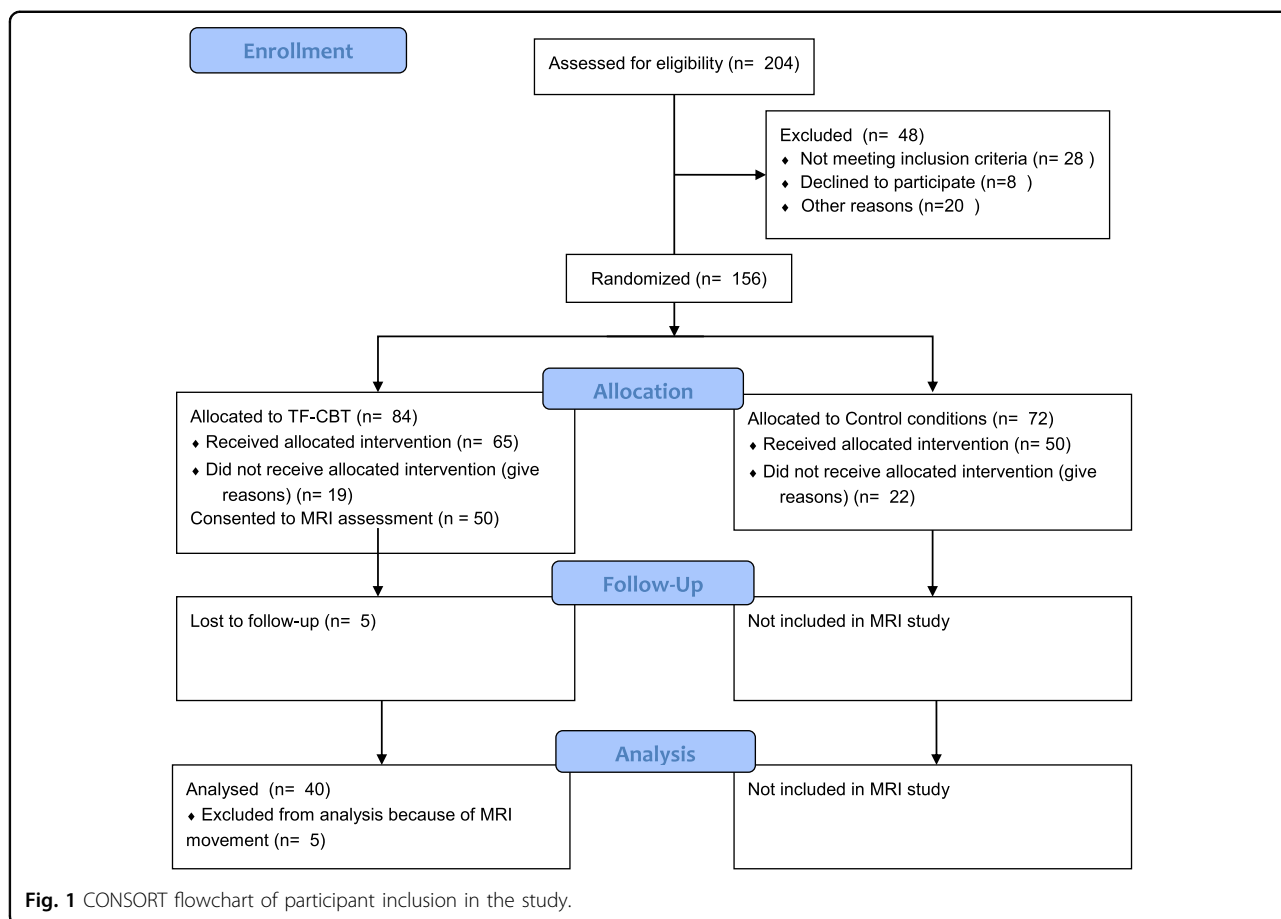 Enrollment
Assessed for eligibility (n= 204)
Excluded (n= 48)
♦ Not meeting inclusion criteria (n= 28 )
♦ Declined to participate (n=8 )
♦ Other reasons (n=20 )
Randomized (n= 156)
Allocation
Allocated to TF-CBT (n= 84)
♦ Received allocated intervention (n= 65)
♦ Did not receive allocated intervention (give
reasons) (n= 19)
Consented to MRI assessment (n = 50)
Allocated to Control conditions (n= 72)
♦ Received allocated intervention (n= 50)
♦ Did not receive allocated intervention (give
reasons) (n= 22)
Follow-Up
Lost to follow-up (n= 5)
Not included in MRI study
Analysis
Analysed (n= 40)
♦ Excluded from analysis because of MRI
movement (n= 5)
Not included in MRI study
Fig. 1 CONSORT flowchart of participant inclusion in the study.